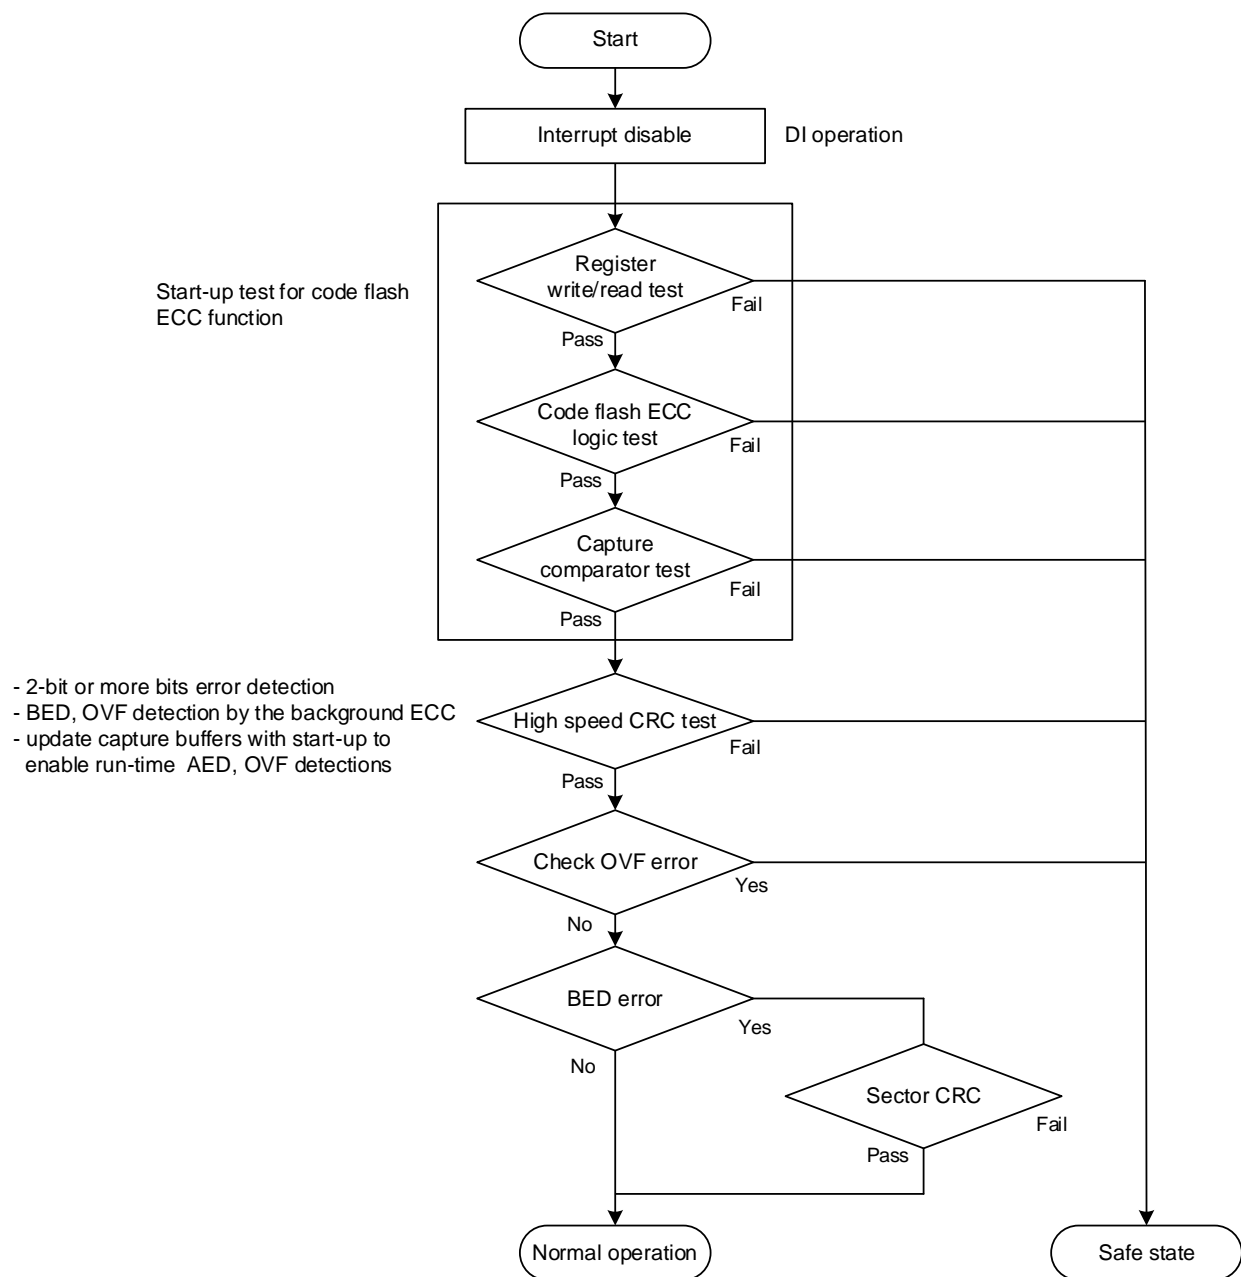 Start
Interrupt disable
DI operation
Start-up test for code flash
ECC function
Register
write/read test
Fail
Pass
Code flash ECC
logic test
Fail
Pass
Capture
comparator test
Fail
Pass
- 2-bit or more bits error detection
- BED, OVF detection by the background ECC
- update capture buffers with start-up to
enable run-time AED, OVF detections
High speed CRC test
Fail
Pass
Check OVF error
Yes
No
BED error
Yes
No
Sector CRC
Fail
Pass
Normal operation
Safe state